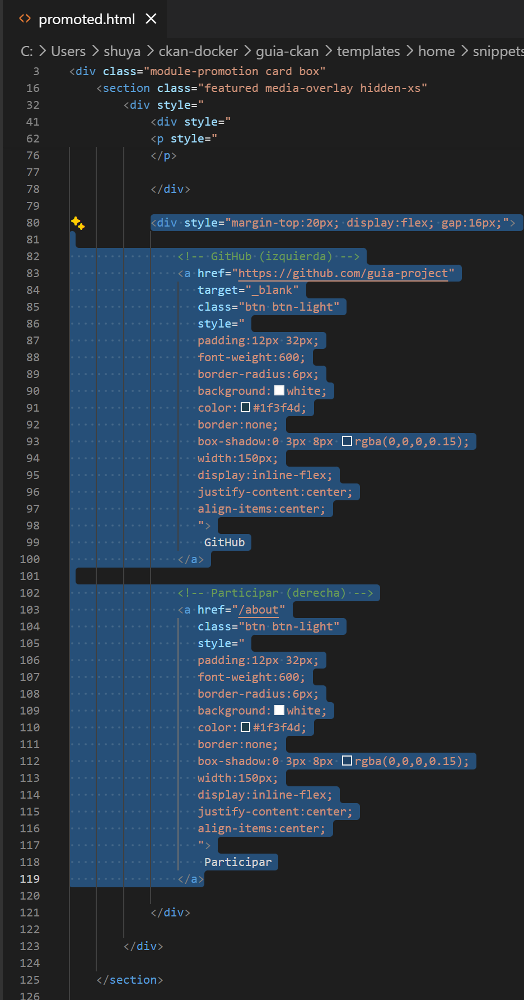 promoted.html
C: > Users > shuya > ckan-docker > guia-ckan > templates > home > snippets
3 <div class="module-promotion card box"
16 <section class="featured media-overlay hidden-xs"
32 <div style="
41 <div style="
62 <p style="
76 </p>
77
78 </div>
79
80 <div style="margin-top:20px; display:flex; gap:16px;">
81
82 <!-- GitHub (izquierda) -->
83 <a href="https://github.com/guia-project"
84 target="_blank"
85 class="btn btn-light"
86 style="
87 padding:12px 32px;
88 font-weight:600;
89 border-radius:6px;
90 background:white;
91 color:#1f3f4d;
92 border:none;
93 box-shadow:0 3px 8px rgba(0,0,0,0.15);
94 width:150px;
95 display:inline-flex;
96 justify-content:center;
97 align-items:center;
98 ">
99 GitHub
100 </a>
101
102 <!-- Participar (derecha) -->
103 <a href="/about"
104 class="btn btn-light"
105 style="
106 padding:12px 32px;
107 font-weight:600;
108 border-radius:6px;
109 background:white;
110 color:#1f3f4d;
111 border:none;
112 box-shadow:0 3px 8px rgba(0,0,0,0.15);
113 width:150px;
114 display:inline-flex;
115 justify-content:center;
116 align-items:center;
117 ">
118 Participar
119 </a>
120
121 </div>
122
123 </div>
124
125 </section>
126